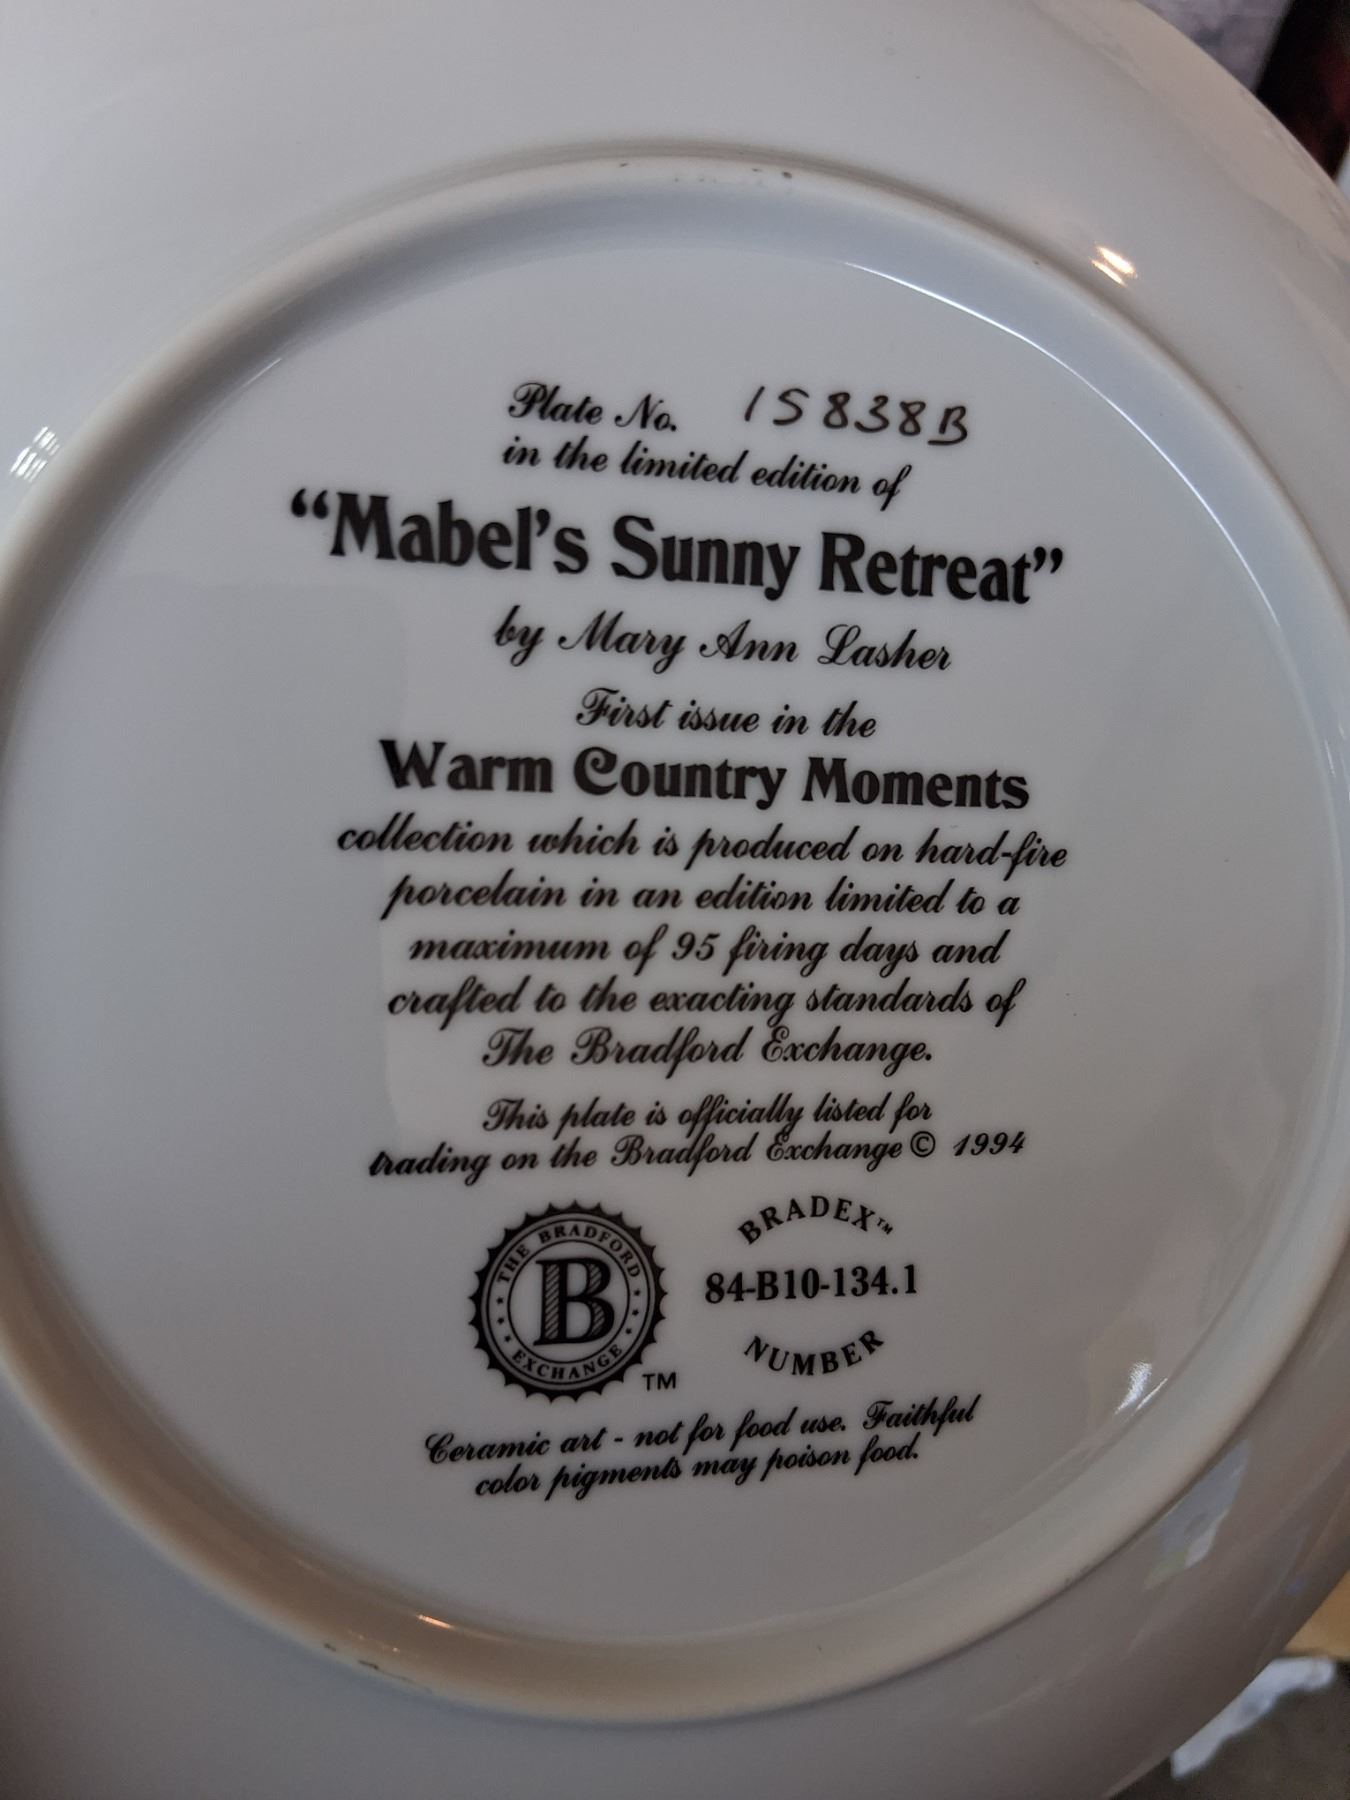 Plate No. 15838B
in the limited edition of
“Mabel’s Sunny Retreat”
by Mary Ann Lasher
First issue in the
Warm Country Moments
collection which is produced on hard-fire
porcelain in an edition limited to a
maximum of 95 firing days and
crafted to the exacting standards of
The Bradford Exchange.
This plate is officially listed for
trading on the Bradford Exchange © 1994
THE BRADFORD
B
EXCHANGE
TM
BRADEX™
84-B10-134.1
NUMBER
Ceramic art - not for food use. Faithful
color pigments may poison food.